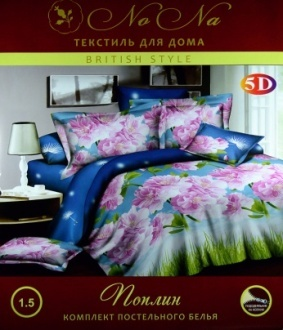 NoNa
ТЕКСТИЛЬ ДЛЯ ДОМА
BRITISH STYLE
5D
1.5
Поплин
КОМПЛЕКТ ПОСТЕЛЬНОГО БЕЛЬЯ